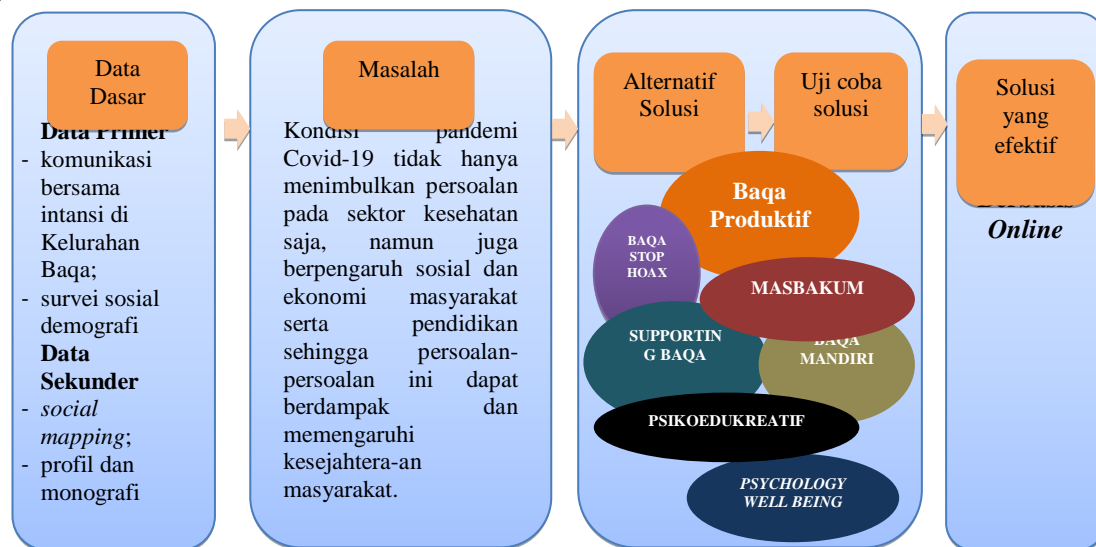 Data
Dasar
Data Primer
- komunikasi
bersama
intansi di
Kelurahan
Baqa;
- survei sosial
demografi
Data
Sekunder
- social
mapping;
- profil dan
monografi
Masalah
Kondisi pandemi
Covid-19 tidak hanya
menimbulkan persoalan
pada sektor kesehatan
saja, namun juga
berpengaruh sosial dan
ekonomi masyarakat
serta pendidikan
sehingga persoalan-
persoalan ini dapat
berdampak dan
memengaruhi
kesejahtera-an
masyarakat.
Alternatif
Solusi
Uji coba
solusi
Baqa
Produktif
BAQA
STOP
HOAX
MASBAKUM
SUPPORTIN
G BAQA
BAQA
MANDIRI
PSIKOEDUKREATIF
PSYCHOLOGY
WELL BEING
Solusi
yang
efektif
Online